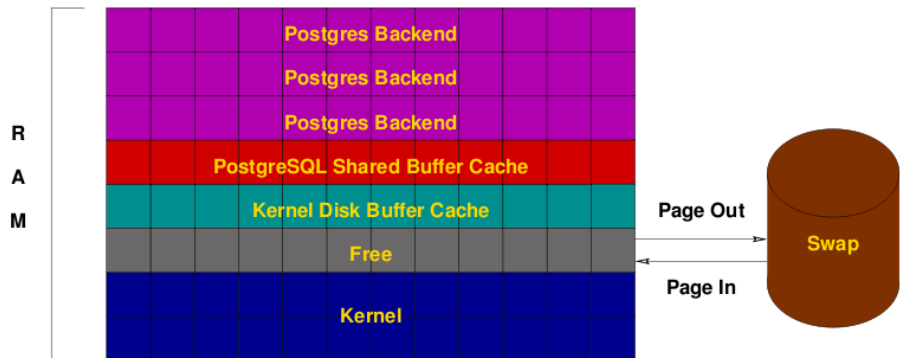 Postgres Backend
Postgres Backend
Postgres Backend
R
A
M
PostgreSQL Shared Buffer Cache
Kernel Disk Buffer Cache
Free
Kernel
Page Out
Swap
Page In